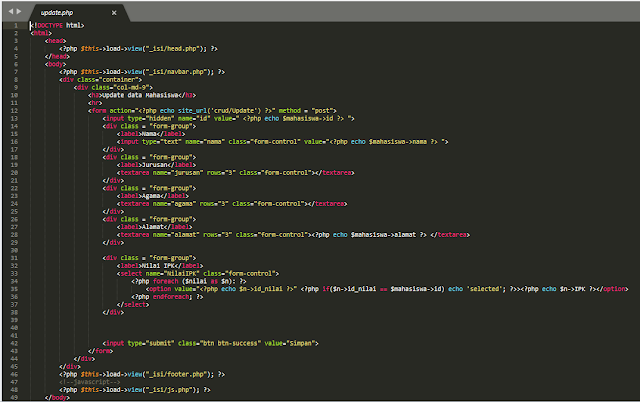 update.php
1 <!DOCTYPE html>
2 <html>
3 <head>
4 <?php $this->load->view("_isi/head.php"); ?>
5 </head>
6 <body>
7 <?php $this->load->view("_isi/navbar.php"); ?>
8 <div class="container">
9 <div class="col-md-9">
10 <h2>Update data Mahasiswa</h2>
11 <hr>
12 <form action="<?php echo site_url('crud/Update') ?>" method = "post">
13 <input type="hidden" name="id" value=" <?php echo $mahasiswa->id ?> ">
14 <div class = "form-group">
15 <label>Nama</label>
16 <input type="text" name="nama" class="form-control" value="<?php echo $mahasiswa->nama ?> ">
17 </div>
18 <div class = "form-group">
19 <label>Jurusan</label>
20 <textarea name="jurusan" rows="3" class="form-control"></textarea>
21 </div>
22 <div class = "form-group">
23 <label>Agama</label>
24 <textarea name="agama" rows="3" class="form-control"></textarea>
25 </div>
26 <div class = "form-group">
27 <label>Alamat</label>
28 <textarea name="alamat" rows="3" class="form-control"><?php echo $mahasiswa->alamat ?> </textarea>
29 </div>
30
31 <div class = "form-group">
32 <label>Nilai IPK</label>
33 <select name="NilaiIPK" class="form-control">
34 <?php foreach ($nilai as $n): ?>
35 <option value="<?php echo $n->id_nilai ?>" <?php if($n->id_nilai == $mahasiswa->id) echo 'selected'; ?>><?php echo $n->IPK ?></option>
36 <?php endforeach; ?>
37 </select>
38 </div>
39
40
41
42 <input type="submit" class="btn btn-success" value="Simpan">
43 </form>
44 </div>
45 </div>
46 <?php $this->load->view("_isi/footer.php"); ?>
47 <!--javascript-->
48 <?php $this->load->view("_isi/js.php"); ?>
49 </body>